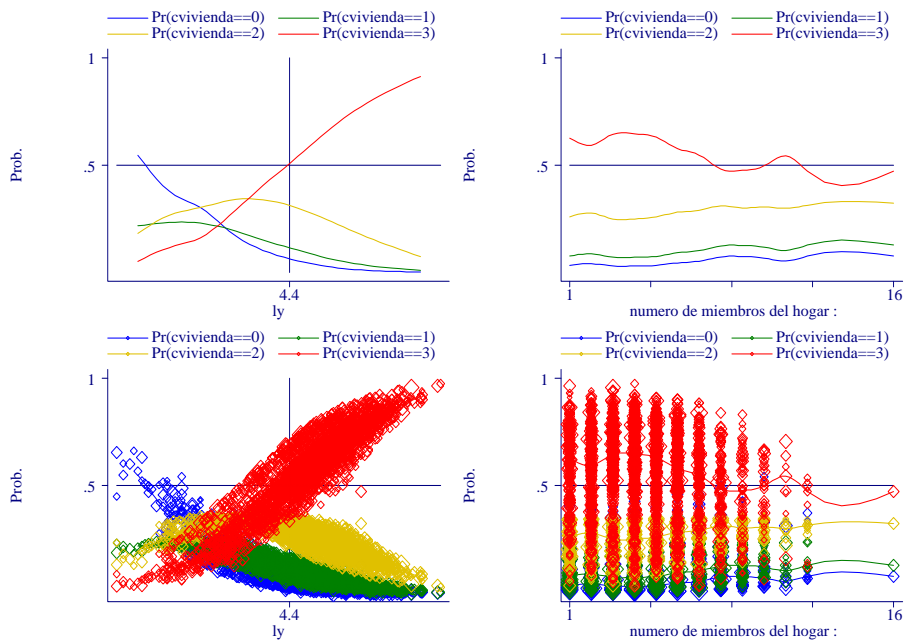 Pr(cvivienda==0) Pr(cvivienda==1)
Pr(cvivienda==2) Pr(cvivienda==3)
1
.5
Prob.
4.4
ly
Pr(cvivienda==0) Pr(cvivienda==1)
Pr(cvivienda==2) Pr(cvivienda==3)
1
.5
Prob.
1 16
numero de miembros del hogar :
Pr(cvivienda==0) Pr(cvivienda==1)
Pr(cvivienda==2) Pr(cvivienda==3)
1
.5
Prob.
4.4
ly
Pr(cvivienda==0) Pr(cvivienda==1)
Pr(cvivienda==2) Pr(cvivienda==3)
1
.5
Prob.
1 16
numero de miembros del hogar :